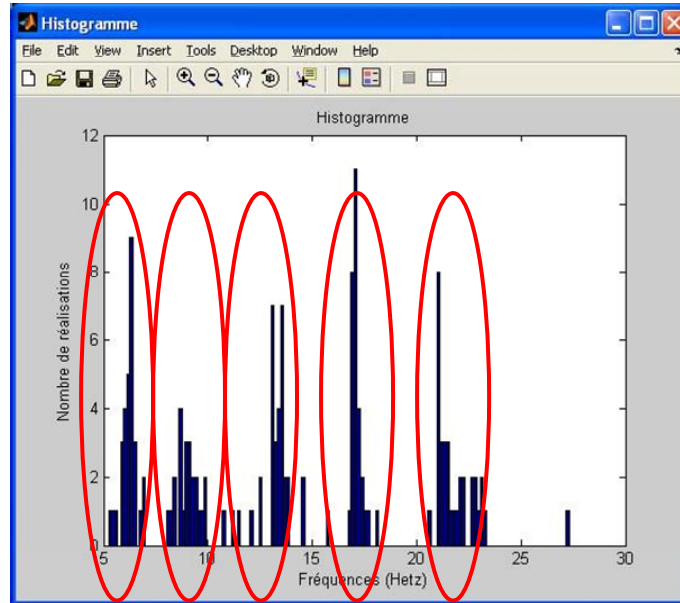 Histogramme
File Edit View Insert Tools Desktop Window Help
Histogramme
12
10
8
6
4
2
0
Nombre de réalisations
5 10 15 20 25 30
Fréquences (Hetz)